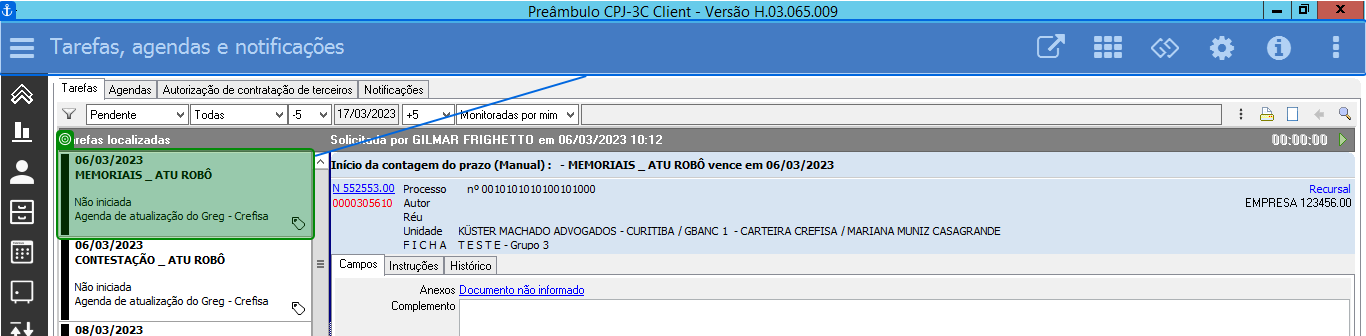 Preâmbulo CPJ-3C Client - Versão H.03.065.009
Tarefas, agendas e notificações
Tarefas Agendas Autorização de contratação de terceiros Notificações
Pendente Todas -5 17/03/2023 +5 Monitoradas por mim
arefas localizadas Solicitada por GILMAR FRIGHETTO em 06/03/2023 10:12 00:00:00
06/03/2023
MEMORIAIS _ ATU ROBÔ
Não iniciada
Agenda de atualização do Greg - Crefisa
06/03/2023
CONTESTAÇÃO _ ATU ROBÔ
Não iniciada
Agenda de atualização do Greg - Crefisa
08/03/2023
Início da contagem do prazo (Manual) : - MEMORIAIS _ ATU ROBÔ vence em 06/03/2023
N 552553.00 Processo nº 0010101010100101000 Recursal
0000305610 Autor EMPRESA 123456.00
Réu
Unidade KÜSTER MACHADO ADVOGADOS - CURITIBA / GBANC 1 - CARTEIRA CREFISA / MARIANA MUNIZ CASAGRANDE
F I C H A T E S T E - Grupo 3
Campos Instruções Histórico
Anexos Documento não informado
Complemento